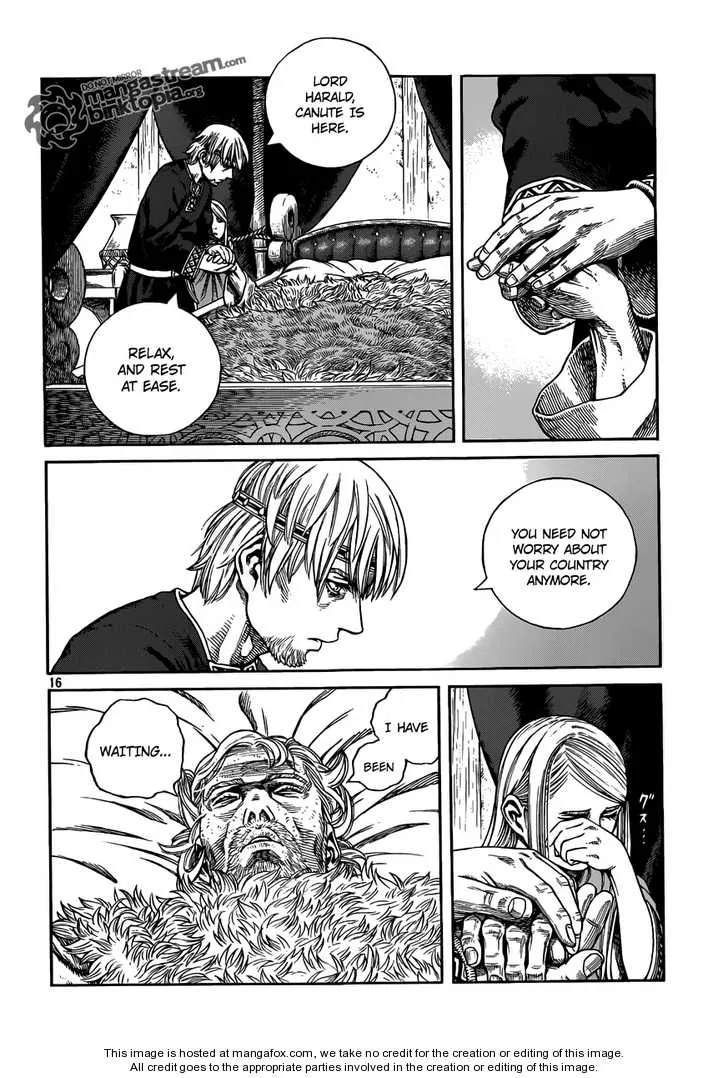 DO NOT MIRROR
mangastream.com
binktopia.org
LORD
HARALD,
CANUTE IS
HERE.
RELAX,
AND REST
AT EASE.
YOU NEED NOT
WORRY ABOUT
YOUR COUNTRY
ANYMORE.
16
I HAVE
BEEN
WAITING...
グス…
This image is hosted at mangafox.com, we take no credit for the creation or editing of this image.
All credit goes to the appropriate parties involved in the creation or editing of this image.